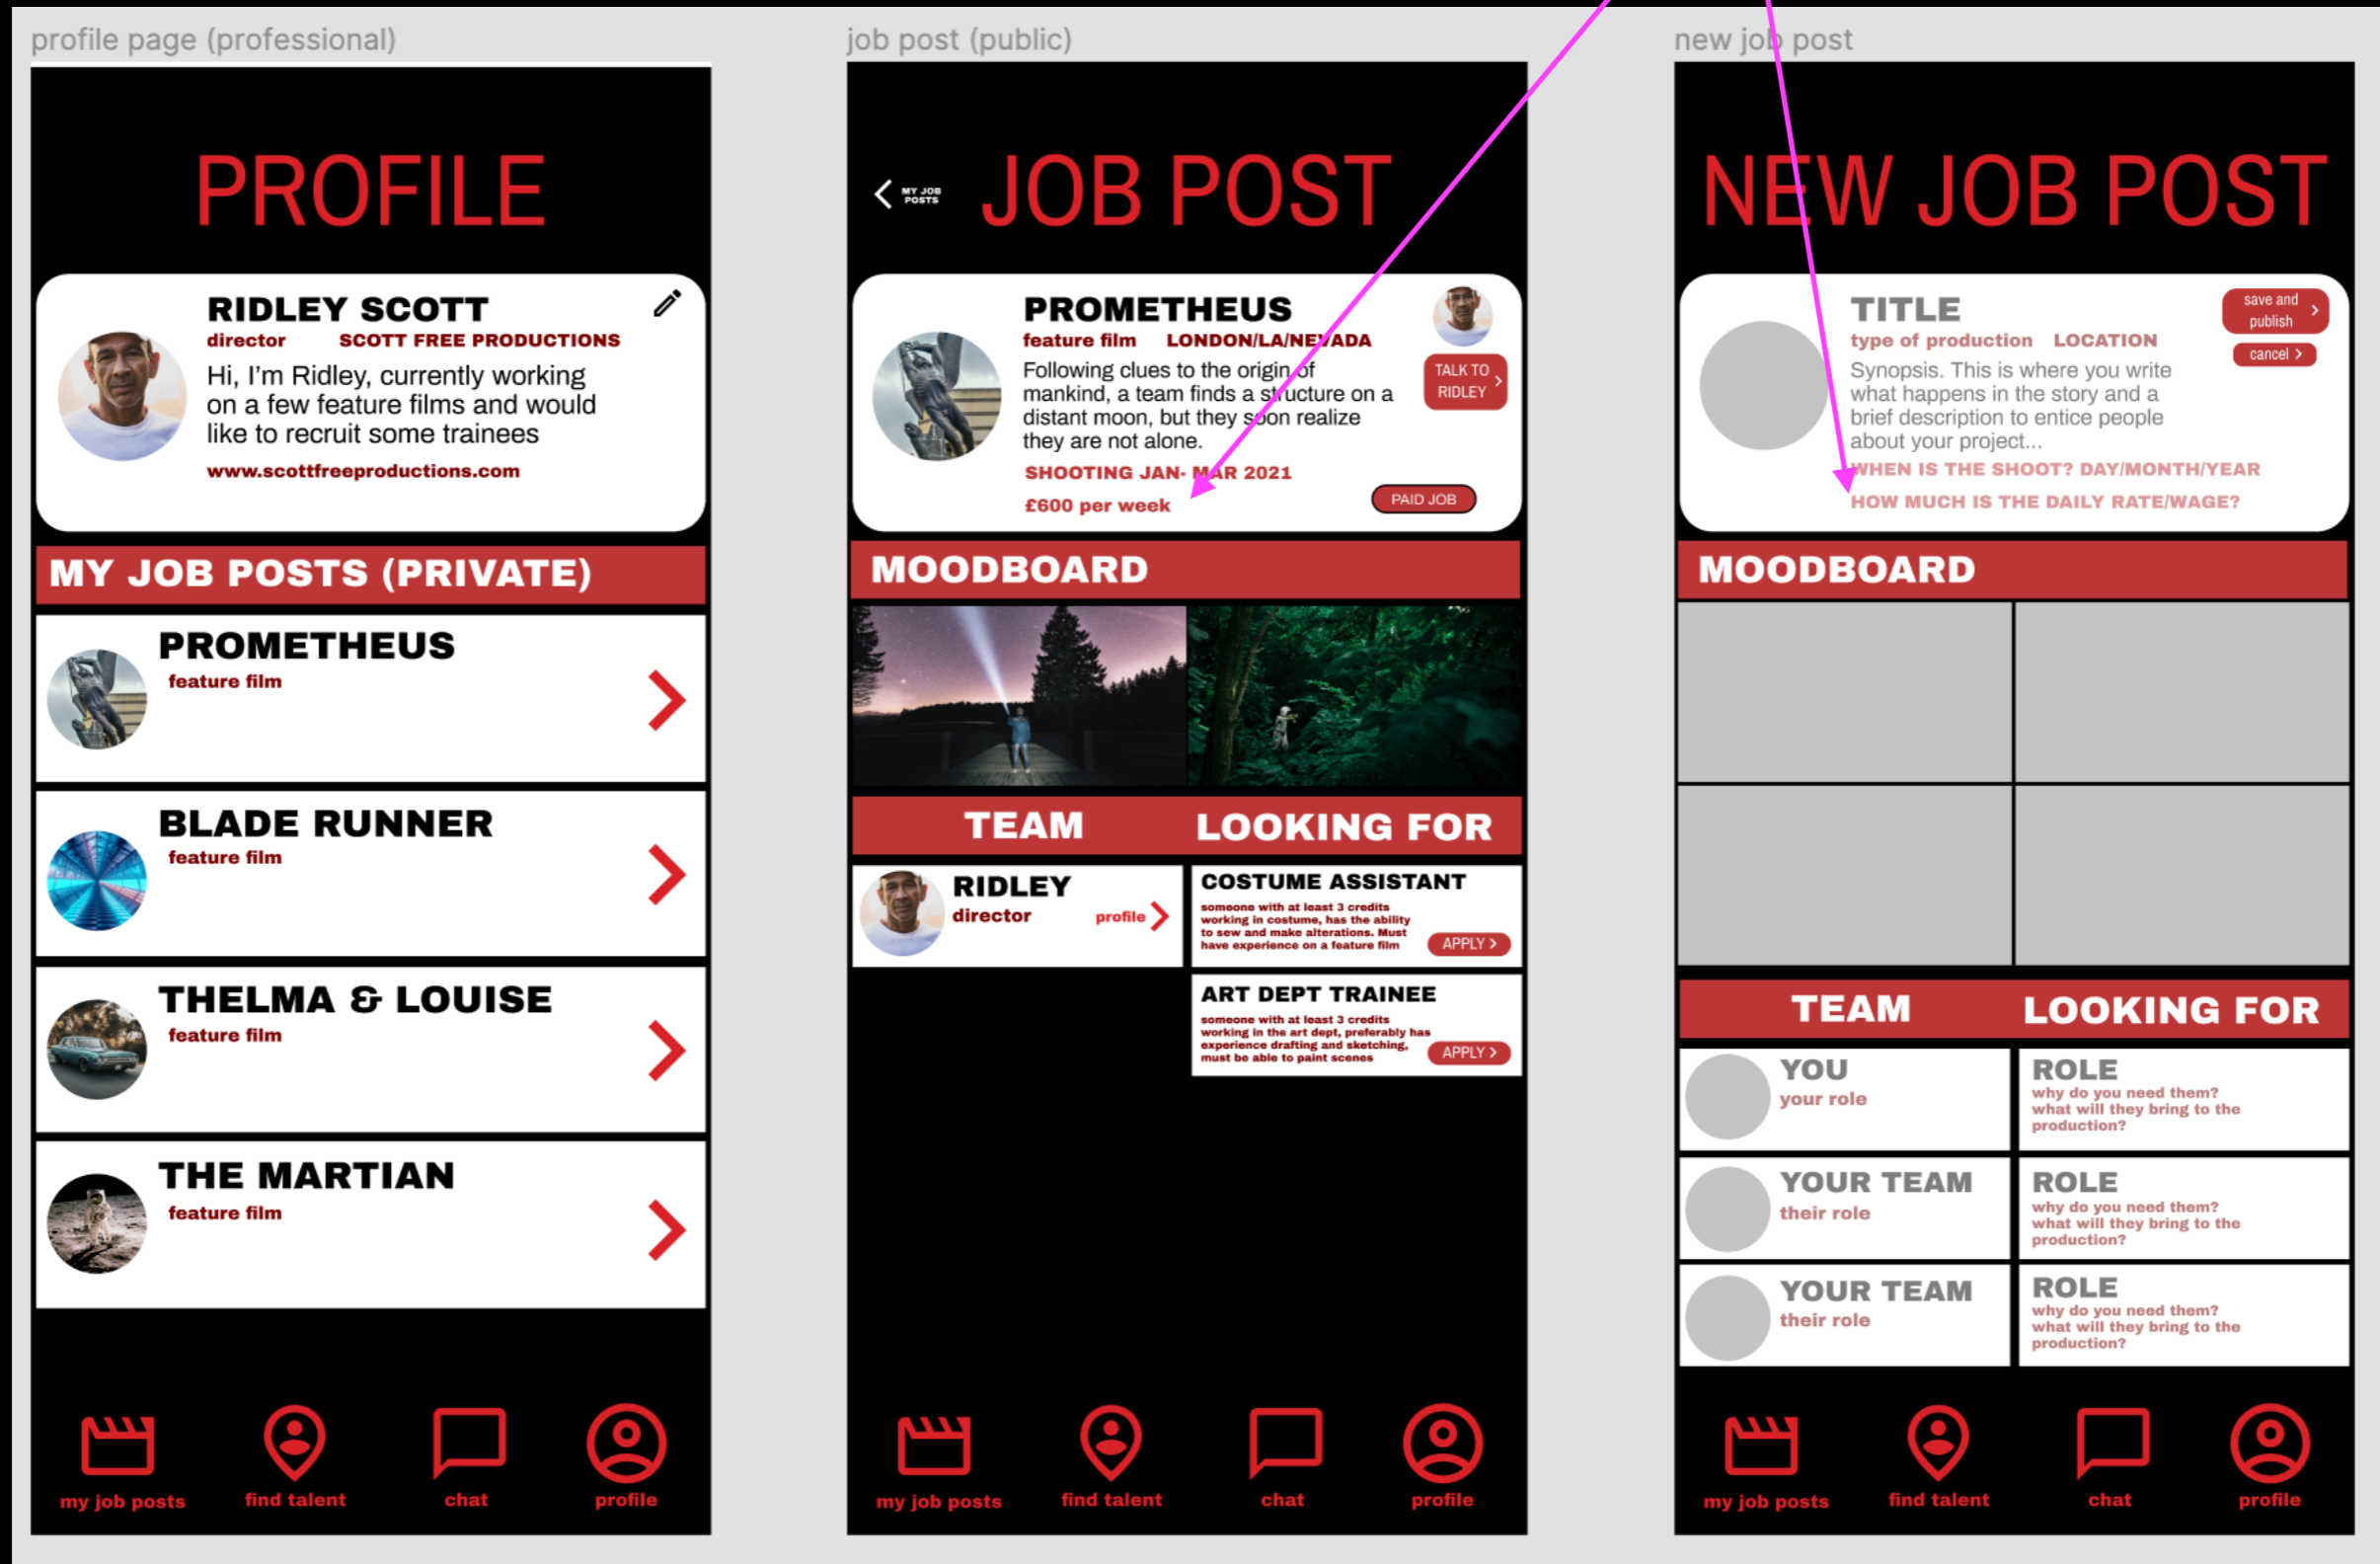 profile page (professional)
PROFILE
RIDLEY SCOTT
director SCOTT FREE PRODUCTIONS
Hi, I'm Ridley, currently working
on a few feature films and would
like to recruit some trainees
www.scottfreeproductions.com
MY JOB POSTS (PRIVATE)
PROMETHEUS
feature film
BLADE RUNNER
feature film
THELMA & LOUISE
feature film
THE MARTIAN
feature film
my job posts
find talent
chat
profile
job post (public)
MY JOB
POSTS
JOB POST
PROMETHEUS
feature film LONDON/LA/NEVADA
Following clues to the origin of
mankind, a team finds a structure on a
distant moon, but they soon realize
they are not alone.
SHOOTING JAN- MAR 2021
£600 per week
TALK TO
RIDLEY
PAID JOB
MOODBOARD
TEAM
LOOKING FOR
RIDLEY
director
profile
COSTUME ASSISTANT
someone with at least 3 credits
working in costume, has the ability
to sew and make alterations. Must
have experience on a feature film
APPLY
ART DEPT TRAINEE
someone with at least 3 credits
working in the art dept, preferably has
experience drafting and sketching,
must be able to paint scenes
APPLY
my job posts
find talent
chat
profile
new job post
NEW JOB POST
TITLE
type of production LOCATION
Synopsis. This is where you write
what happens in the story and a
brief description to entice people
about your project...
WHEN IS THE SHOOT? DAY/MONTH/YEAR
HOW MUCH IS THE DAILY RATE/WAGE?
save and
publish
cancel
MOODBOARD
TEAM
LOOKING FOR
YOU
your role
ROLE
why do you need them?
what will they bring to the
production?
YOUR TEAM
their role
ROLE
why do you need them?
what will they bring to the
production?
YOUR TEAM
their role
ROLE
why do you need them?
what will they bring to the
production?
my job posts
find talent
chat
profile